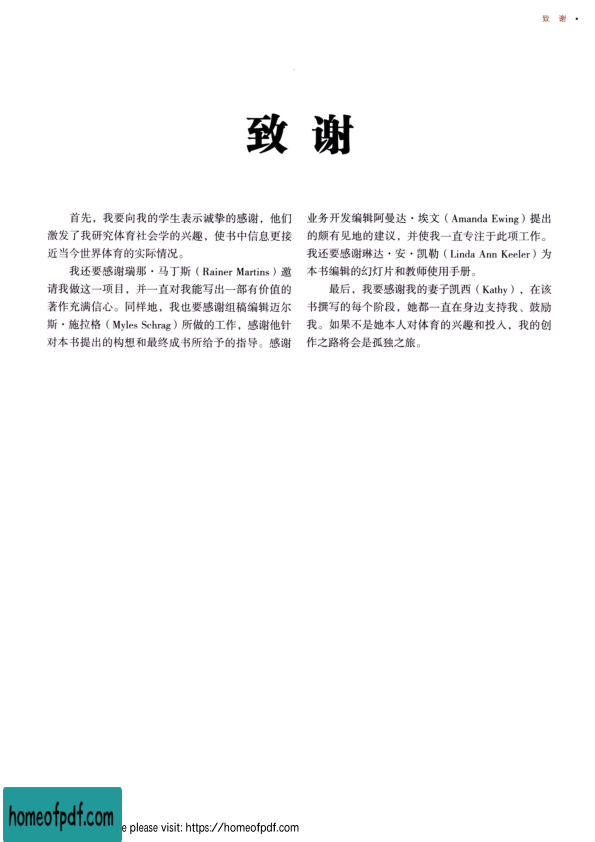 致 谢 •
致 谢
首先，我要向我的学生表示诚挚的感谢，他们
激发了我研究体育社会学的兴趣，使书中信息更接
近当今世界体育的实际情况。
我还要感谢瑞那·马丁斯（Rainer Martins）邀
请我做这一项目，并一直对我能写出一部有价值的
著作充满信心。同样地，我也要感谢组稿编辑迈尔
斯·施拉格（Myles Schrag）所做的工作，感谢他针
对本书提出的构想和最终成书所给予的指导。感谢
业务开发编辑阿曼达·埃文（Amanda Ewing）提出
的颇有见地的建议，并使我一直专注于此项工作。
我还要感谢琳达·安·凯勒（Linda Ann Keeler）为
本书编辑的幻灯片和教师使用手册。
最后，我要感谢我的妻子凯西（Kathy），在该
书撰写的每个阶段，她都一直在身边支持我、鼓励
我。如果不是她本人对体育的兴趣和投入，我的创
作之路将会是孤独之旅。
homeofpdf.com
e please visit: https://homeofpdf.com